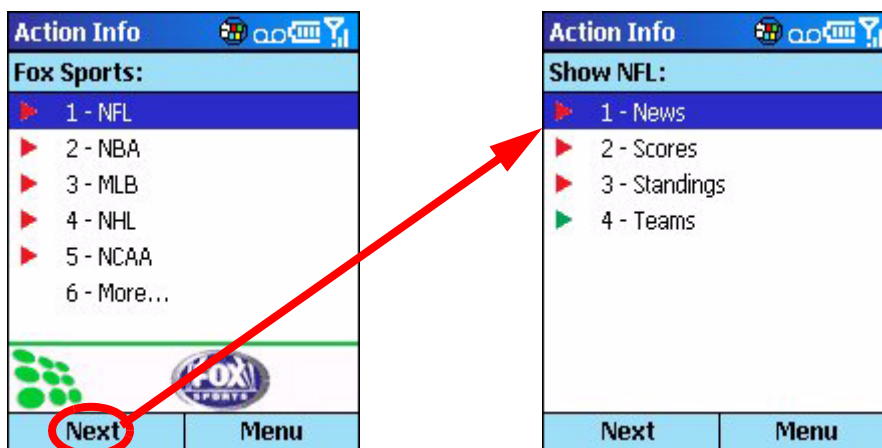 Action Info
Fox Sports:
1 - NFL
2 - NBA
3 - MLB
4 - NHL
5 - NCAA
6 - More...
FOX
SPORTS
Next Menu
Action Info
Show NFL:
1 - News
2 - Scores
3 - Standings
4 - Teams
Next Menu